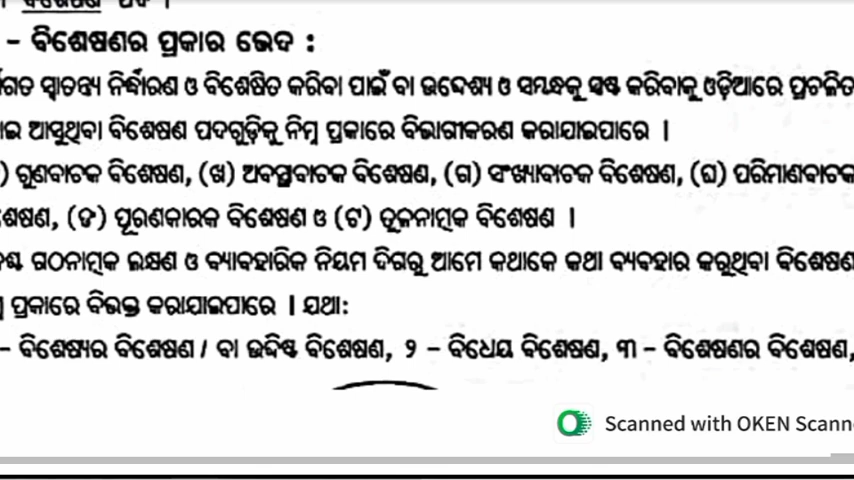 ବିଶେଷଣ ପଦ ।
– ବିଶେଷଣର ପ୍ରକାର ଭେଦ :
ସ୍ୱାତନ୍ତ୍ର୍ୟ ନିର୍ଦ୍ଧାରଣ ଓ ବିଶେଷିତ କରିବା ପାଇଁ ବା ଉଦ୍ଦେଶ୍ୟ ଓ ସମ୍ବନ୍ଧକୁ ସ୍ପଷ୍ଟ କରିବାକୁ ଓଡ଼ିଆରେ ପ୍ରଚଳିତ
ଆସୁଥିବା ବିଶେଷଣ ପଦଗୁଡ଼ିକୁ ନିମ୍ନ ପ୍ରକାରେ ବିଭାଗୀକରଣ କରାଯାଇପାରେ ।
) ଗୁଣବାଚକ ବିଶେଷଣ, (ଖ) ଅବସ୍ଥାବାଚକ ବିଶେଷଣ, (ଗ) ସଂଖ୍ୟାବାଚକ ବିଶେଷଣ, (ଘ) ପରିମାଣବାଚକ
(ଙ) ପୂରଣକାରକ ବିଶେଷଣ ଓ (ଚ) ତୂଳନାତ୍ମକ ବିଶେଷଣ ।
ଗଠନାତ୍ମକ ଲକ୍ଷଣ ଓ ବ୍ୟାବହାରିକ ନିୟମ ଦିଗରୁ ଆମେ କଥାକେ କଥା ବ୍ୟବହାର କରୁଥିବା ବିଶେଷଣ
ପ୍ରକାରେ ବିଭକ୍ତ କରାଯାଇପାରେ । ଯଥା:
– ବିଶେଷ୍ୟର ବିଶେଷଣ / ବା ଉଦ୍ଦିଷ୍ଟ ବିଶେଷଣ, ୨ – ବିଧେୟ ବିଶେଷଣ, ୩ – ବିଶେଷଣର ବିଶେଷଣ,
Scanned with OKEN